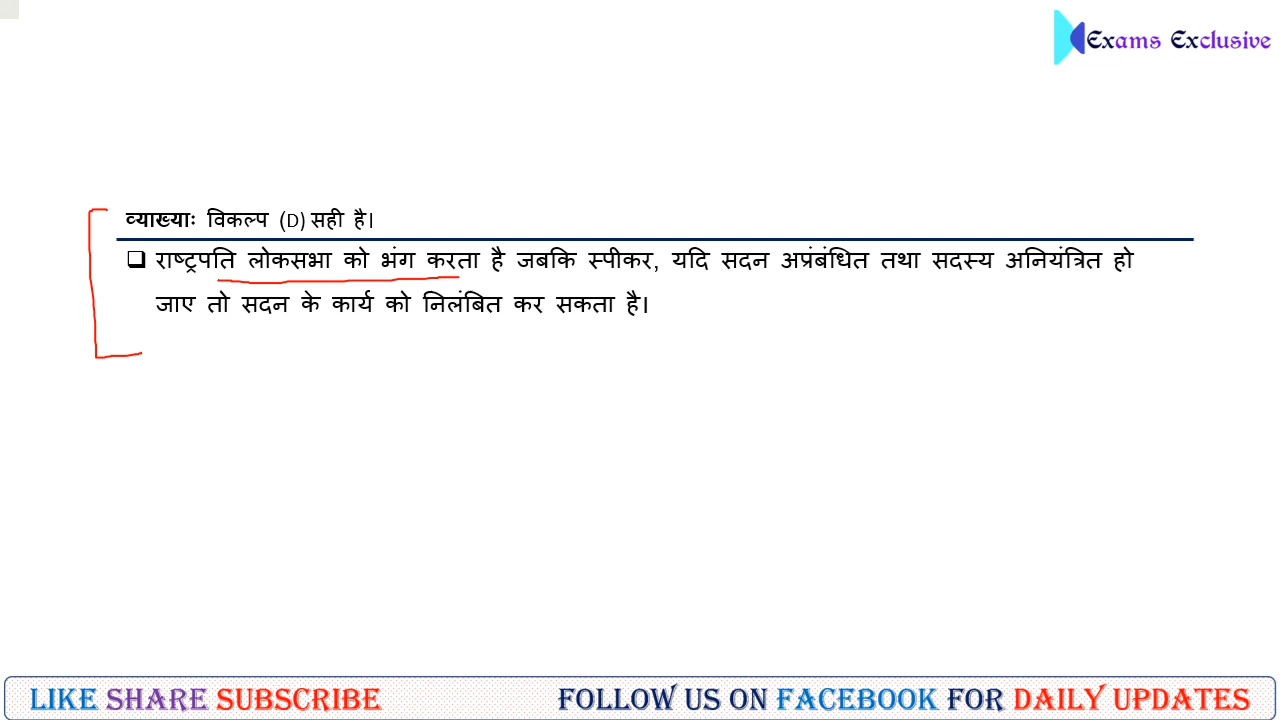 Exams Exclusive
व्याख्याः विकल्प (D) सही है।
राष्ट्रपति लोकसभा को भंग करता है जबकि स्पीकर, यदि सदन अप्रंबंधित तथा सदस्य अनियंत्रित हो
जाए तो सदन के कार्य को निलंबित कर सकता है।
LIKE SHARE SUBSCRIBE FOLLOW US ON FACEBOOK FOR DAILY UPDATES